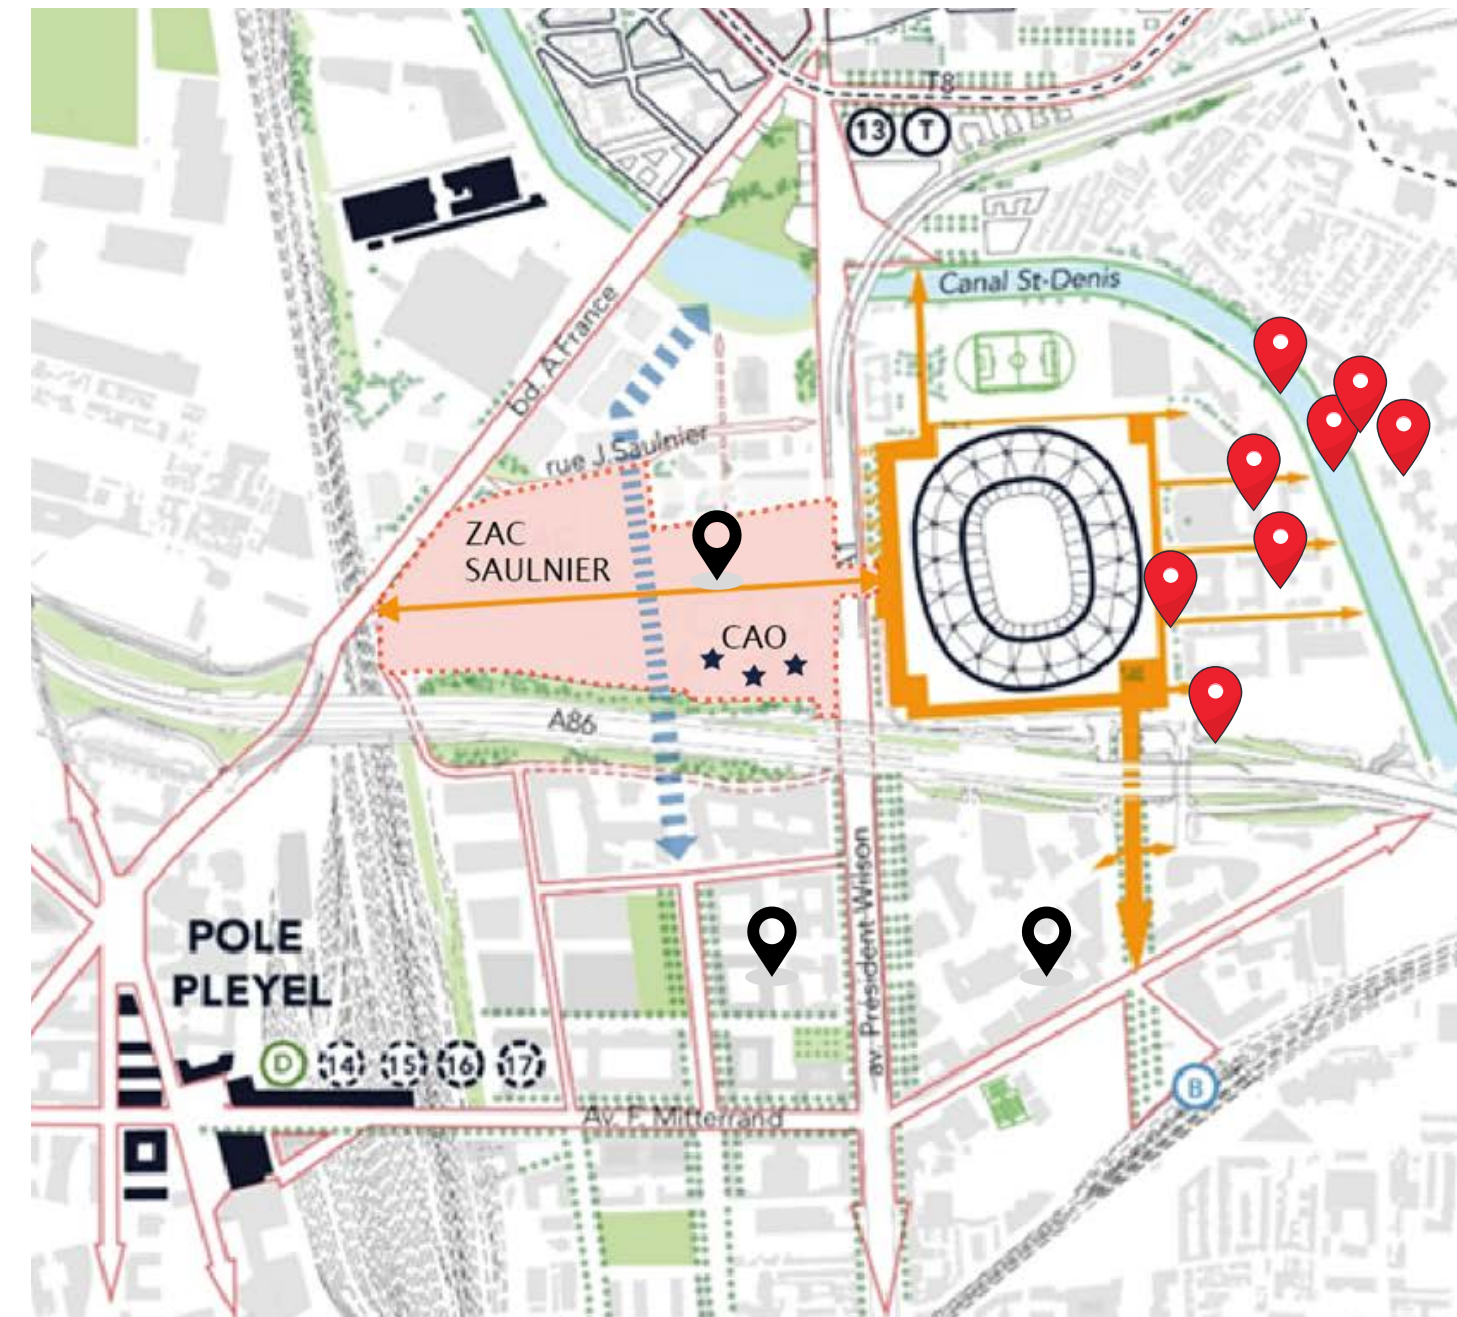 T8
13 T
Canal St-Denis
bd. A.France
rue J.Saulnier
ZAC
SAULNIER
CAO
A86
av. Président Wilson
POLE
PLEYEL
D 14 15 16 17
B
Av. F. Mitterrand